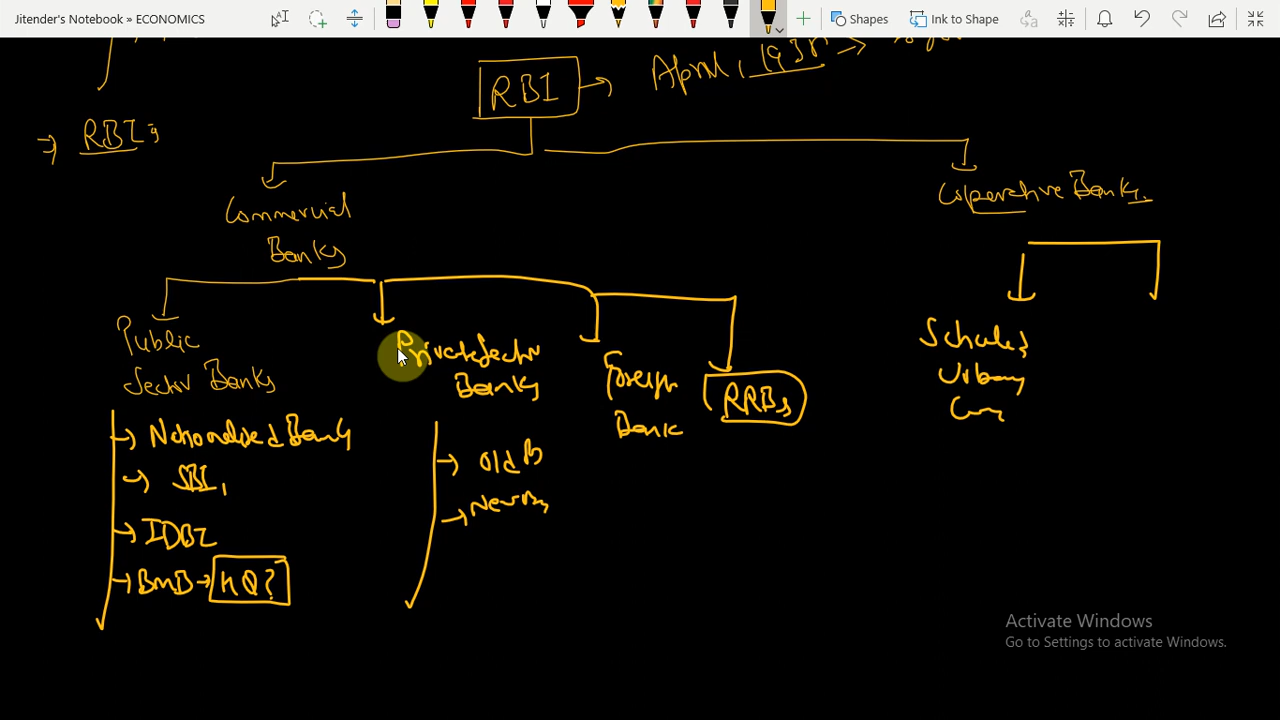 Jitender's Notebook » ECONOMICS
Shapes
Ink to Shape
RBI → April, 1935 →
→ RBI :
Commercial Banks
Coperative Banks.
Public Sector Banks
→ Nationalised Bank
→ SBI,
→ IDBI
→ BMB → HQ?
Private Sector Banks
→ Old B
→ New B
Foreign Bank
RRBs
Urban
Activate Windows
Go to Settings to activate Windows.